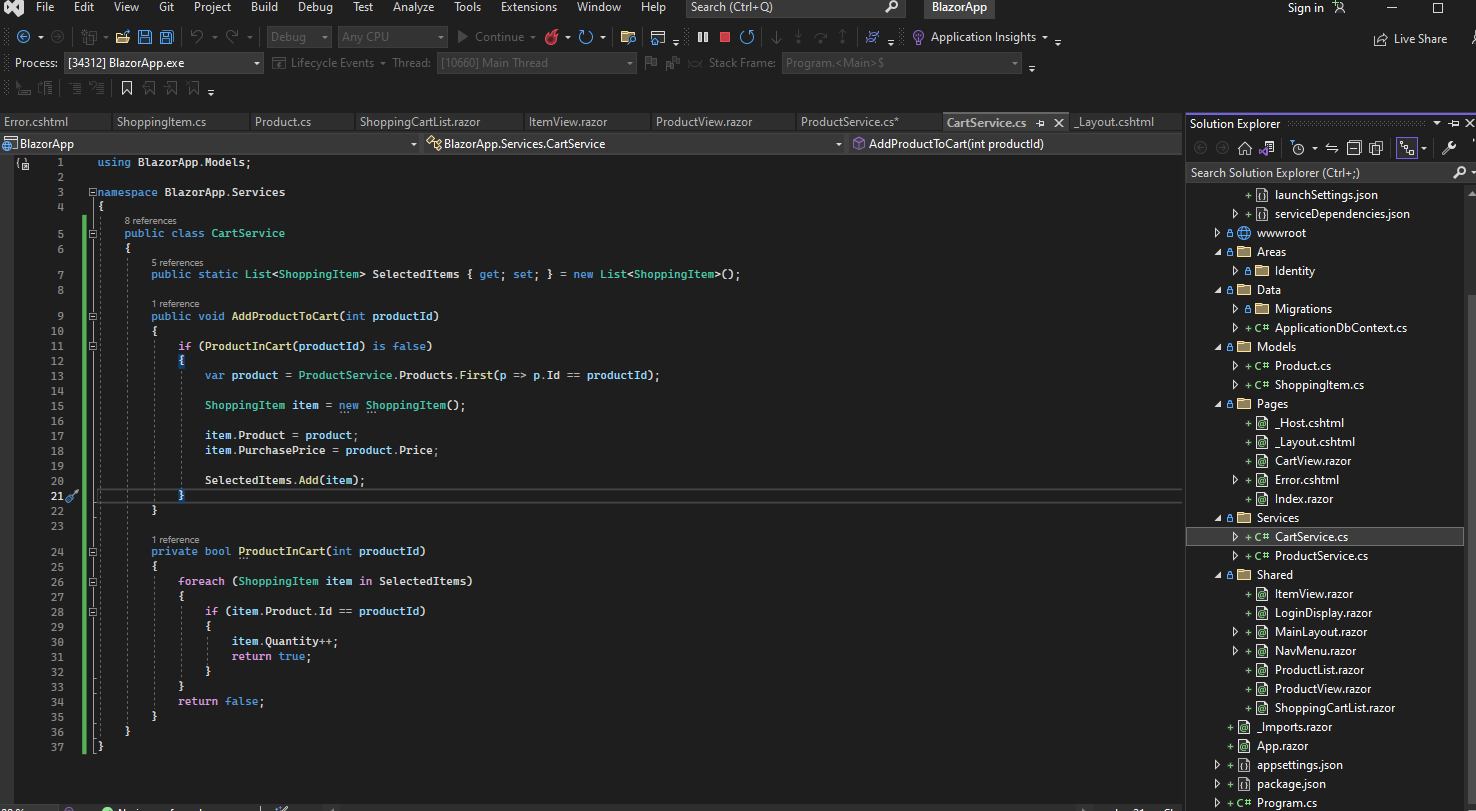 File Edit View Git Project Build Debug Test Analyze Tools Extensions Window Help Search (Ctrl+Q) BlazorApp Sign in
Debug Any CPU Continue Application Insights Live Share
Process: [34312] BlazorApp.exe Lifecycle Events Thread: [10660] Main Thread Stack Frame: Program.<Main>$
Error.cshtml ShoppingItem.cs Product.cs ShoppingCartList.razor ItemView.razor ProductView.razor ProductService.cs* CartService.cs _Layout.cshtml
BlazorApp BlazorApp.Services.CartService AddProductToCart(int productId)
1 using BlazorApp.Models;
2
3 namespace BlazorApp.Services
4 {
8 references
5 public class CartService
6 {
5 references
7 public static List<ShoppingItem> SelectedItems { get; set; } = new List<ShoppingItem>();
8
1 reference
9 public void AddProductToCart(int productId)
10 {
11 if (ProductInCart(productId) is false)
12 {
13 var product = ProductService.Products.First(p => p.Id == productId);
14
15 ShoppingItem item = new ShoppingItem();
16
17 item.Product = product;
18 item.PurchasePrice = product.Price;
19
20 SelectedItems.Add(item);
21 }
22 }
23
1 reference
24 private bool ProductInCart(int productId)
25 {
26 foreach (ShoppingItem item in SelectedItems)
27 {
28 if (item.Product.Id == productId)
29 {
30 item.Quantity++;
31 return true;
32 }
33 }
34 return false;
35 }
36 }
37 }
Solution Explorer
Search Solution Explorer (Ctrl+;)
launchSettings.json
serviceDependencies.json
wwwroot
Areas
Identity
Data
Migrations
C# ApplicationDbContext.cs
Models
C# Product.cs
C# ShoppingItem.cs
Pages
_Host.cshtml
_Layout.cshtml
CartView.razor
Error.cshtml
Index.razor
Services
C# CartService.cs
C# ProductService.cs
Shared
ItemView.razor
LoginDisplay.razor
MainLayout.razor
NavMenu.razor
ProductList.razor
ProductView.razor
ShoppingCartList.razor
_Imports.razor
App.razor
appsettings.json
package.json
C# Program.cs